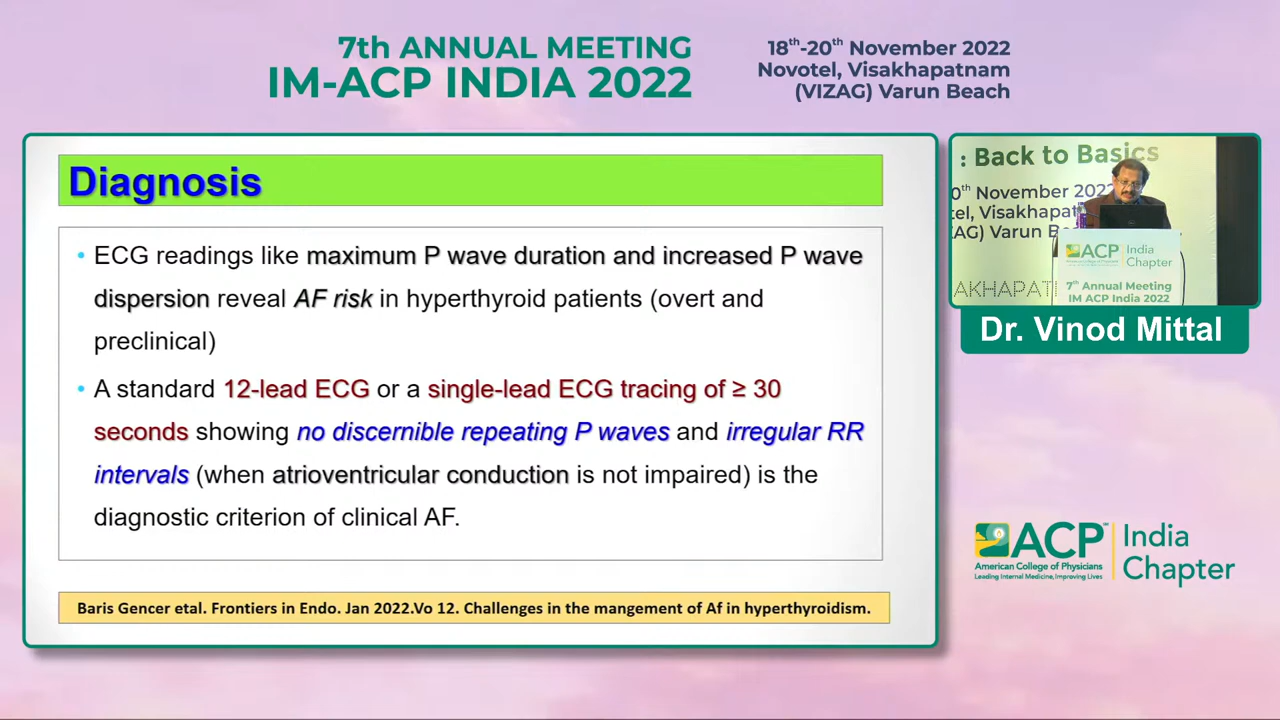 7th ANNUAL MEETING
IM-ACP INDIA 2022
18th-20th November 2022
Novotel, Visakhapatnam
(VIZAG) Varun Beach
Diagnosis
• ECG readings like maximum P wave duration and increased P wave
dispersion reveal AF risk in hyperthyroid patients (overt and
preclinical)
• A standard 12-lead ECG or a single-lead ECG tracing of ≥ 30
seconds showing no discernible repeating P waves and irregular RR
intervals (when atrioventricular conduction is not impaired) is the
diagnostic criterion of clinical AF.
Baris Gencer etal. Frontiers in Endo. Jan 2022.Vo 12. Challenges in the mangement of Af in hyperthyroidism.
: Back to Basics
0th November 2022
tel, Visakhapat
AG) Varun B
AKHAPAT
ACP India
Chapter
7th Annual Meeting
IM ACP India 2022
Dr. Vinod Mittal
ACP
American College of Physicians
Leading Internal Medicine, Improving Lives
India
Chapter